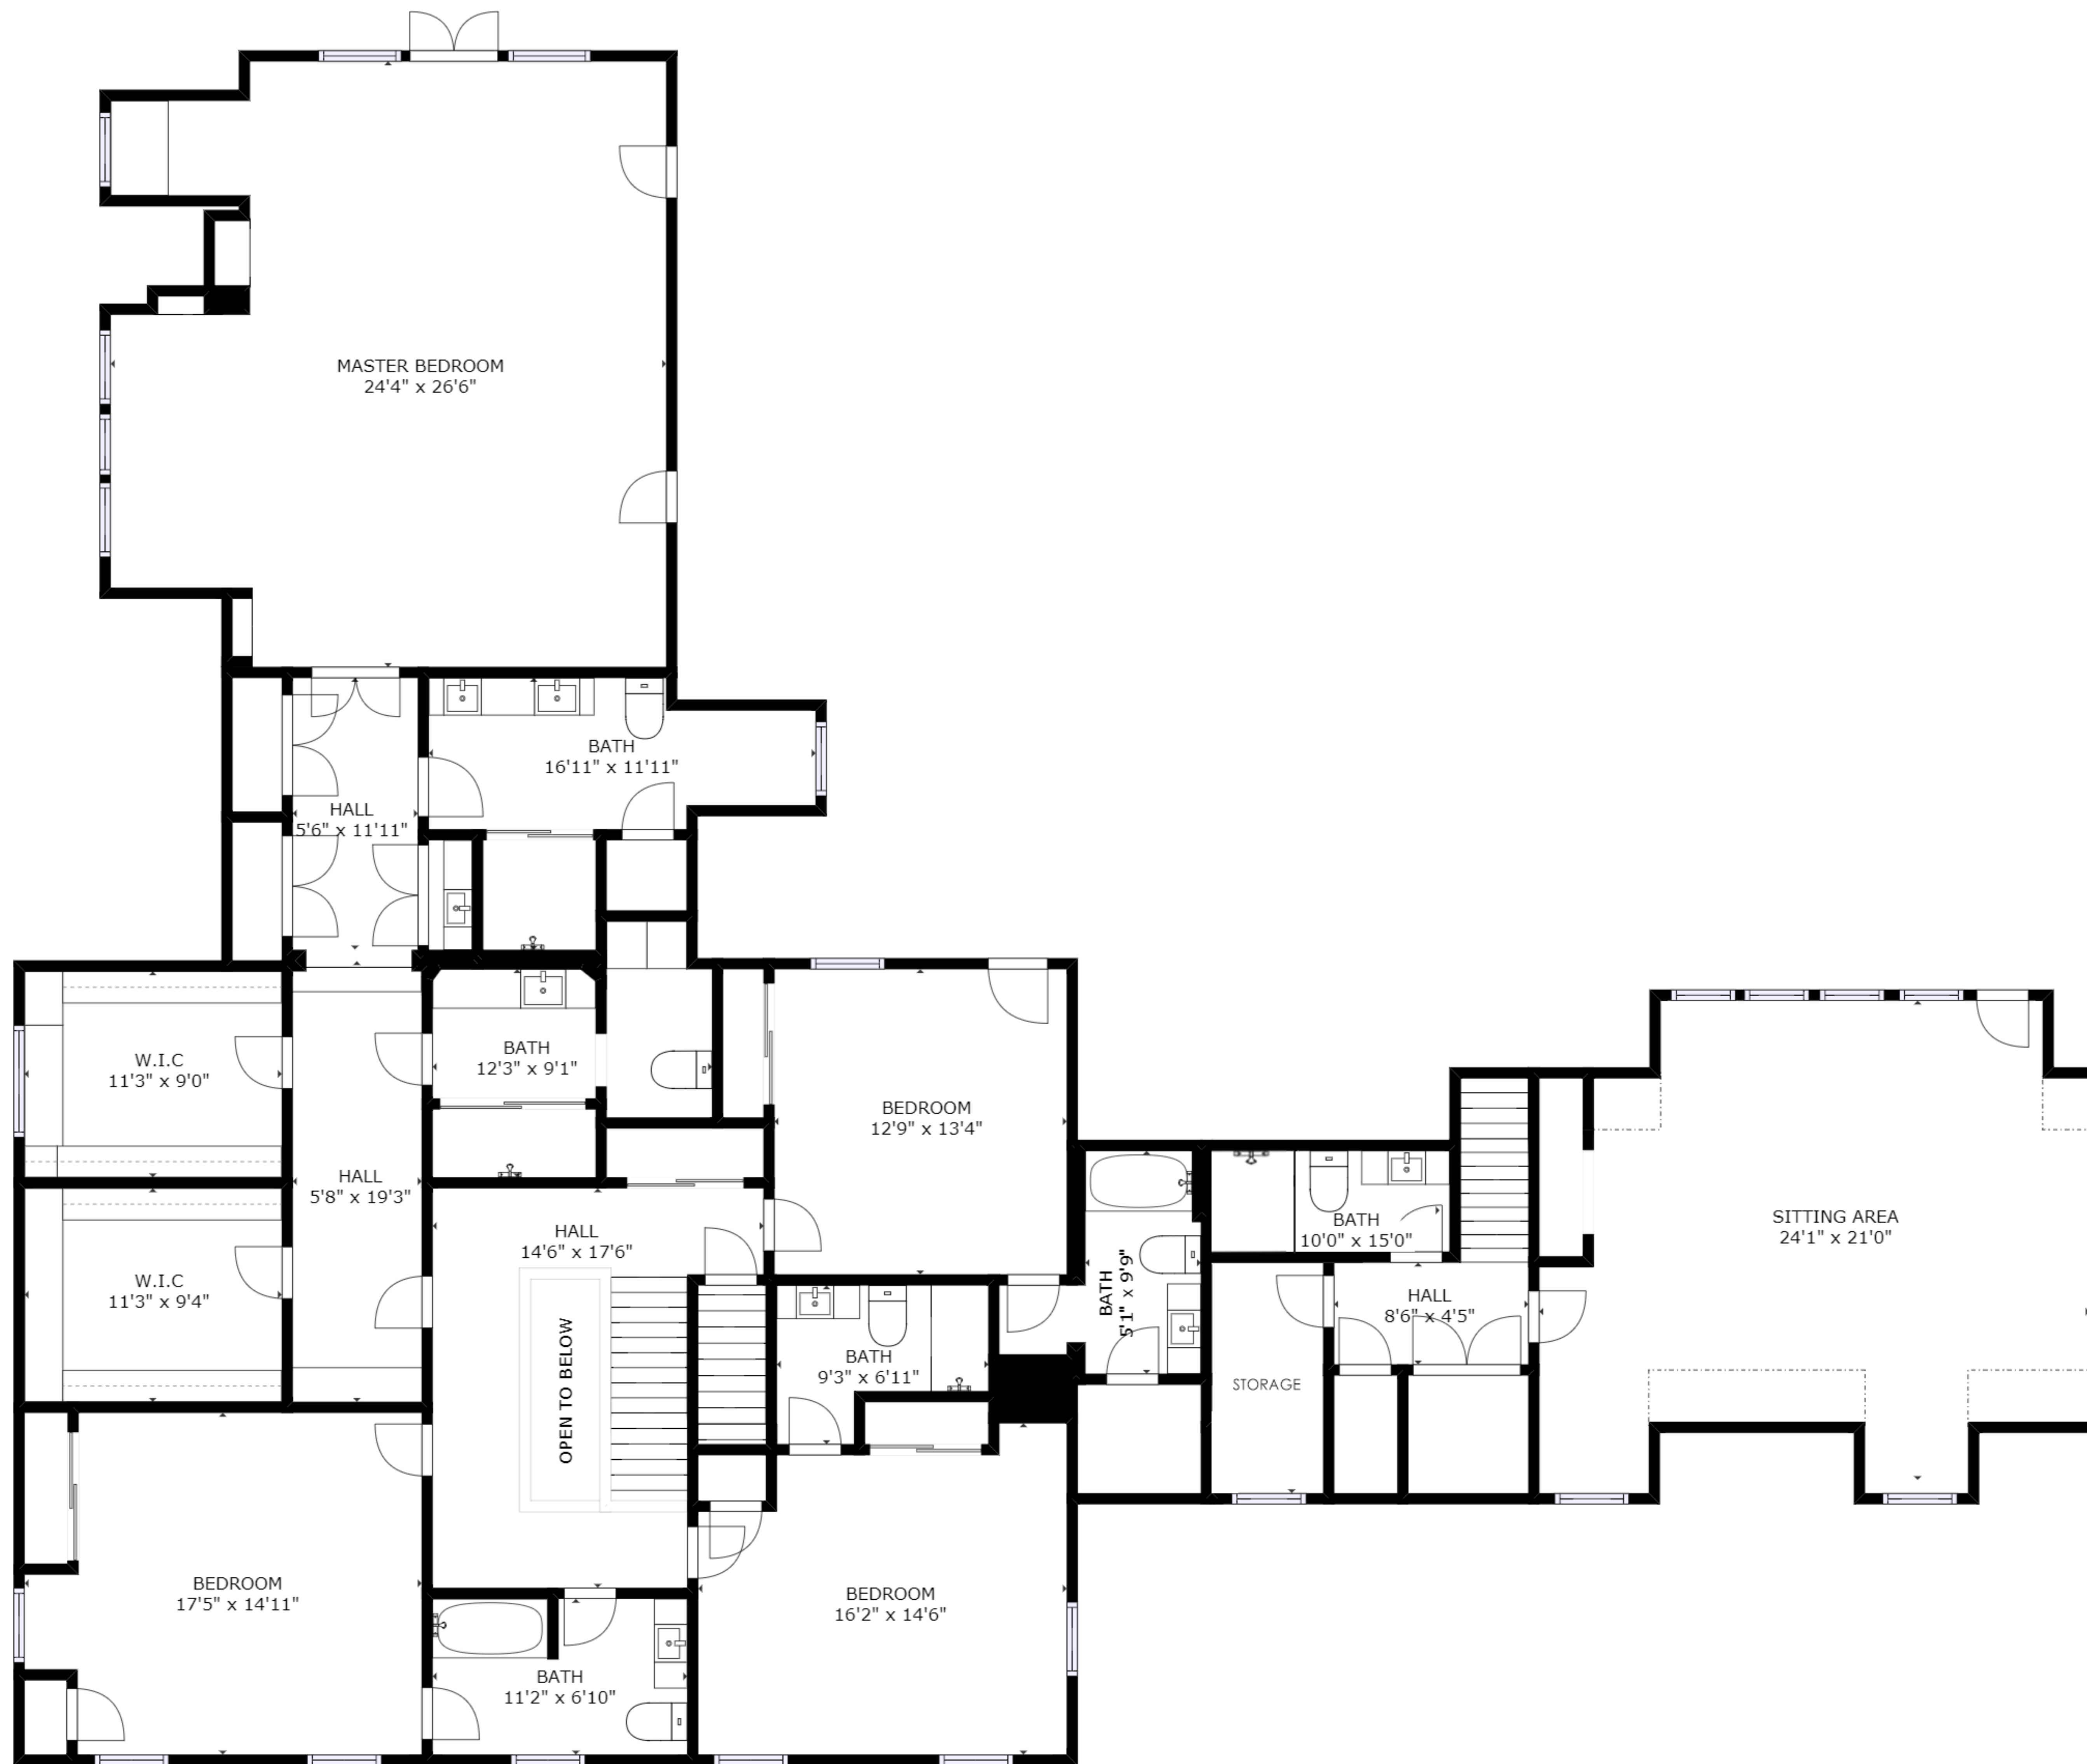 MASTER BEDROOM
24'4" x 26'6"
BATH
16'11" x 11'11"
HALL
5'6" x 11'11"
W.I.C
11'3" x 9'0"
BATH
12'3" x 9'1"
BEDROOM
12'9" x 13'4"
HALL
5'8" x 19'3"
HALL
14'6" x 17'6"
BATH
10'0" x 15'0"
SITTING AREA
24'1" x 21'0"
W.I.C
11'3" x 9'4"
OPEN TO BELOW
BATH
9'3" x 6'11"
BATH
5'1" x 9'9"
HALL
8'6" x 4'5"
STORAGE
BEDROOM
17'5" x 14'11"
BEDROOM
16'2" x 14'6"
BATH
11'2" x 6'10"